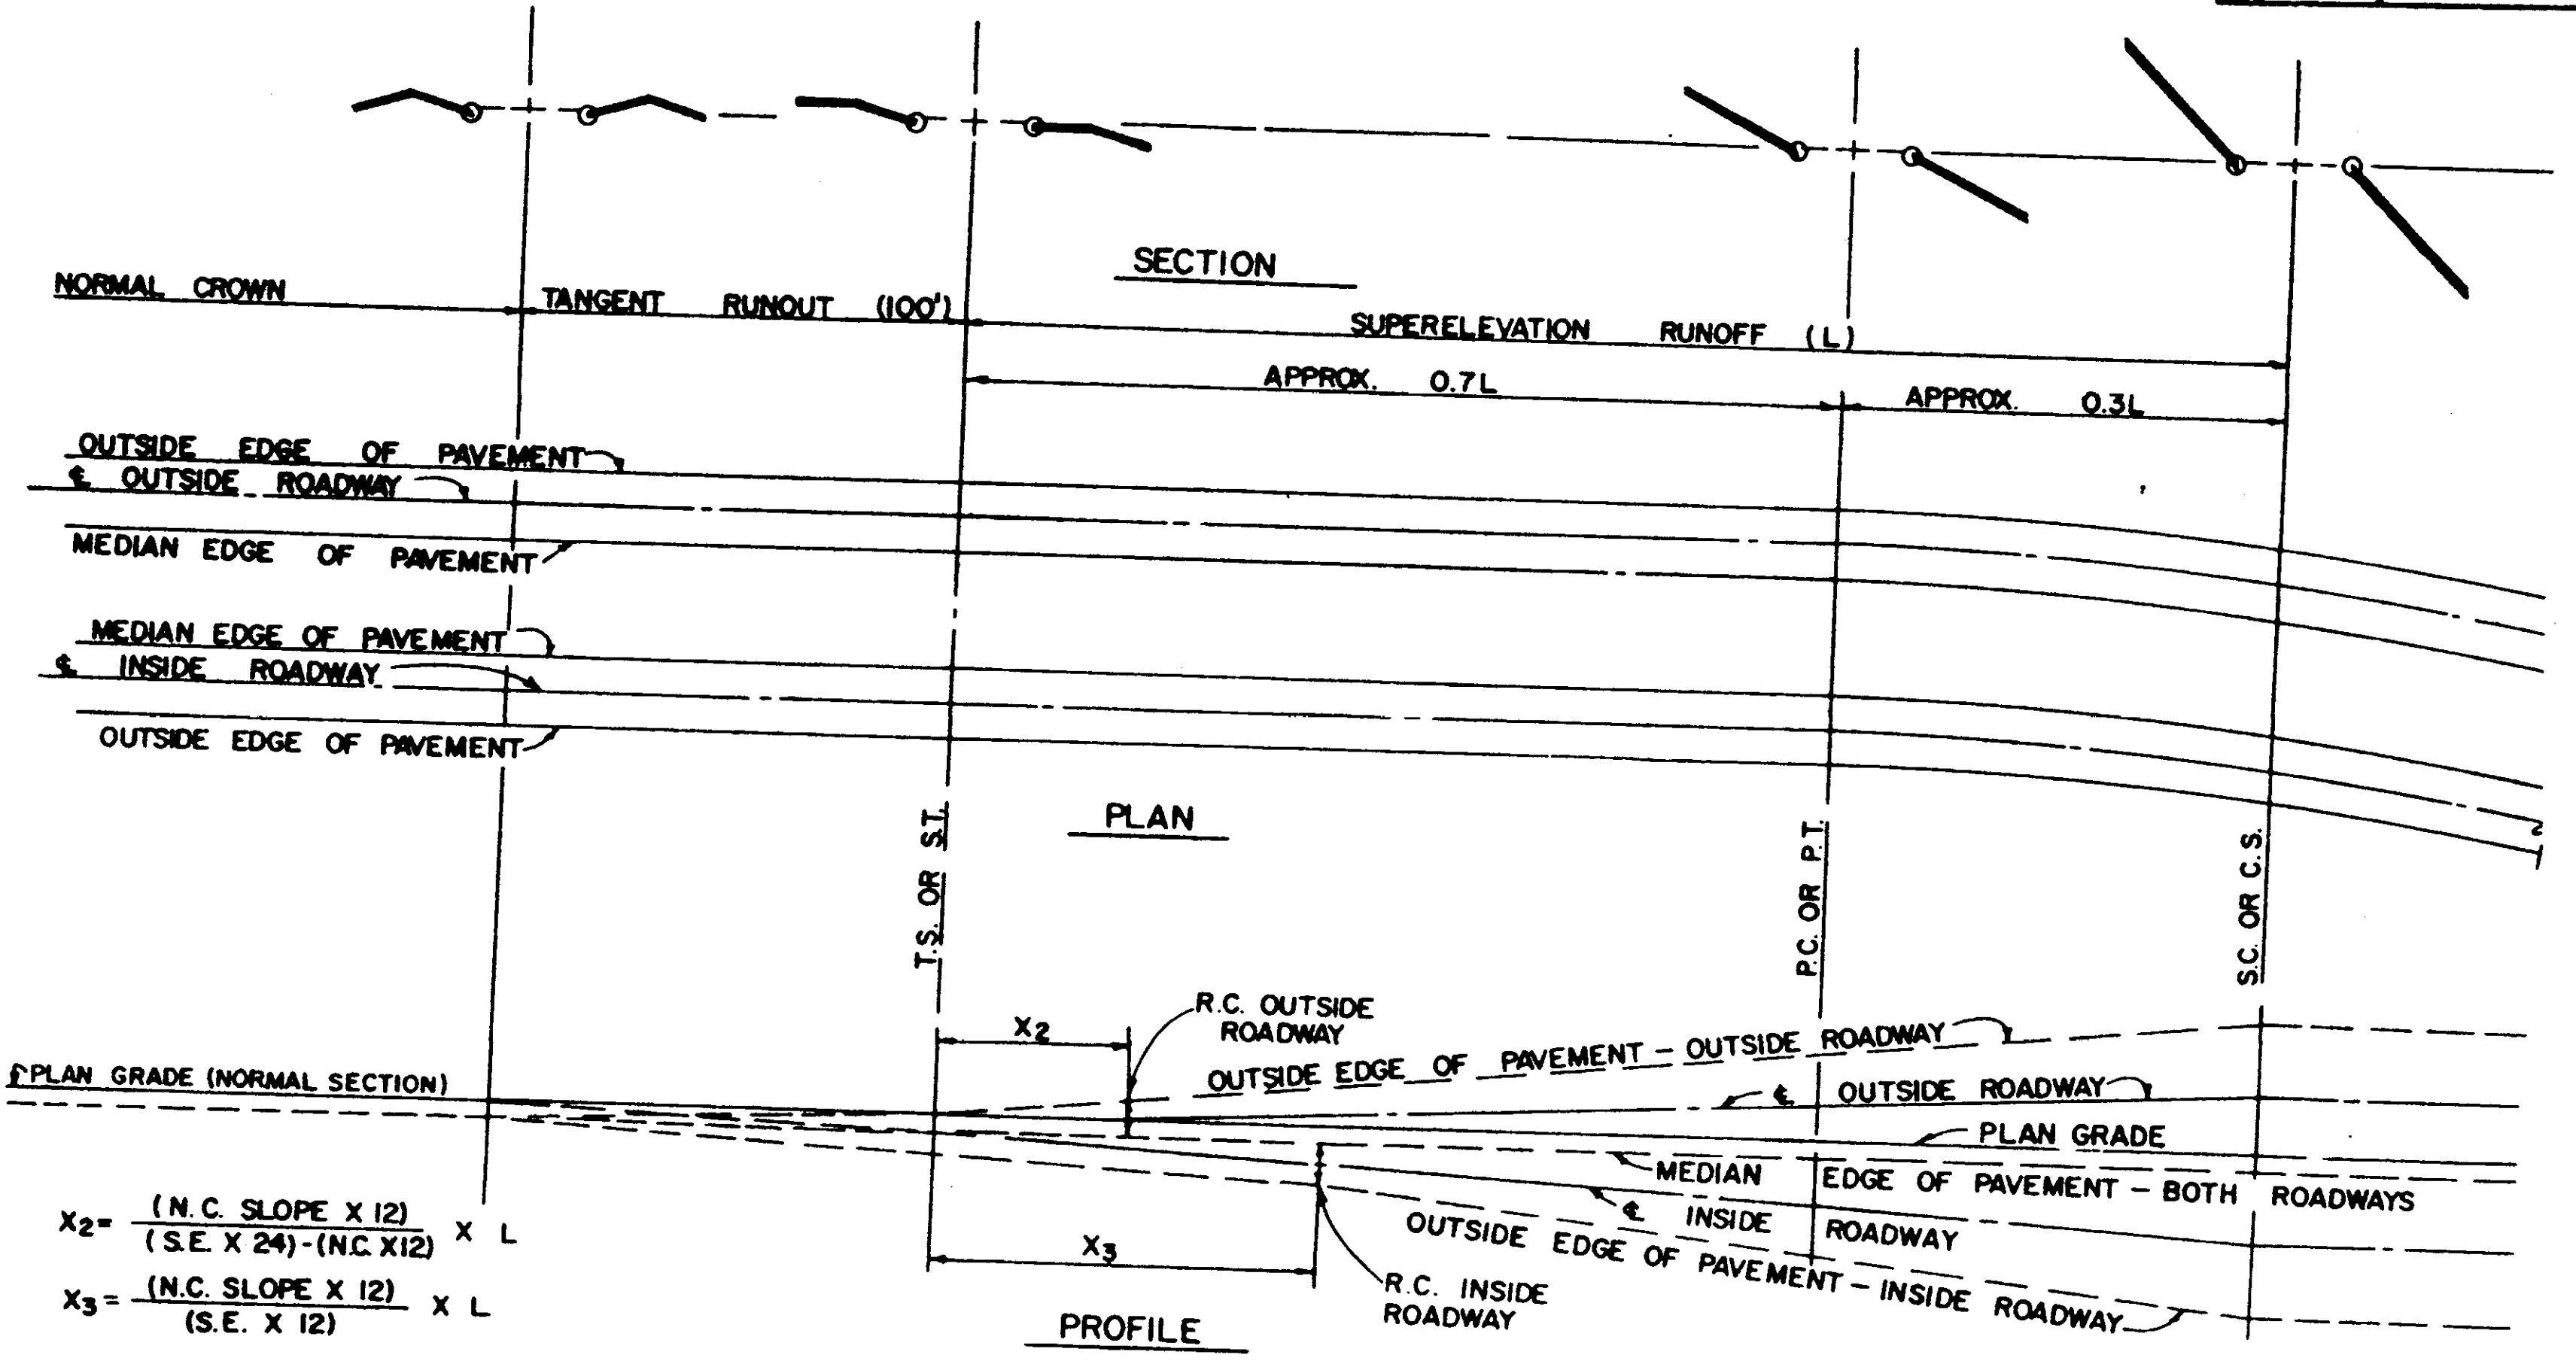 SECTION
NORMAL CROWN
TANGENT RUNOUT (100')
SUPERELEVATION RUNOFF (L)
APPROX. 0.7L
APPROX. 0.3L
OUTSIDE EDGE OF PAVEMENT
℄ OUTSIDE ROADWAY
MEDIAN EDGE OF PAVEMENT
MEDIAN EDGE OF PAVEMENT
℄ INSIDE ROADWAY
OUTSIDE EDGE OF PAVEMENT
PLAN
T.S. OR S.T.
P.C. OR P.T.
S.C. OR C.S.
X2
R.C. OUTSIDE
ROADWAY
OUTSIDE EDGE OF PAVEMENT - OUTSIDE ROADWAY
PLAN GRADE (NORMAL SECTION)
℄ OUTSIDE ROADWAY
PLAN GRADE
MEDIAN EDGE OF PAVEMENT - BOTH ROADWAYS
℄ INSIDE ROADWAY
OUTSIDE EDGE OF PAVEMENT - INSIDE ROADWAY
X3
R.C. INSIDE
ROADWAY
X2 = (N.C. SLOPE X 12) / (S.E. X 24)-(N.C. X12) X L
X3 = (N.C. SLOPE X 12) / (S.E. X 12) X L
PROFILE